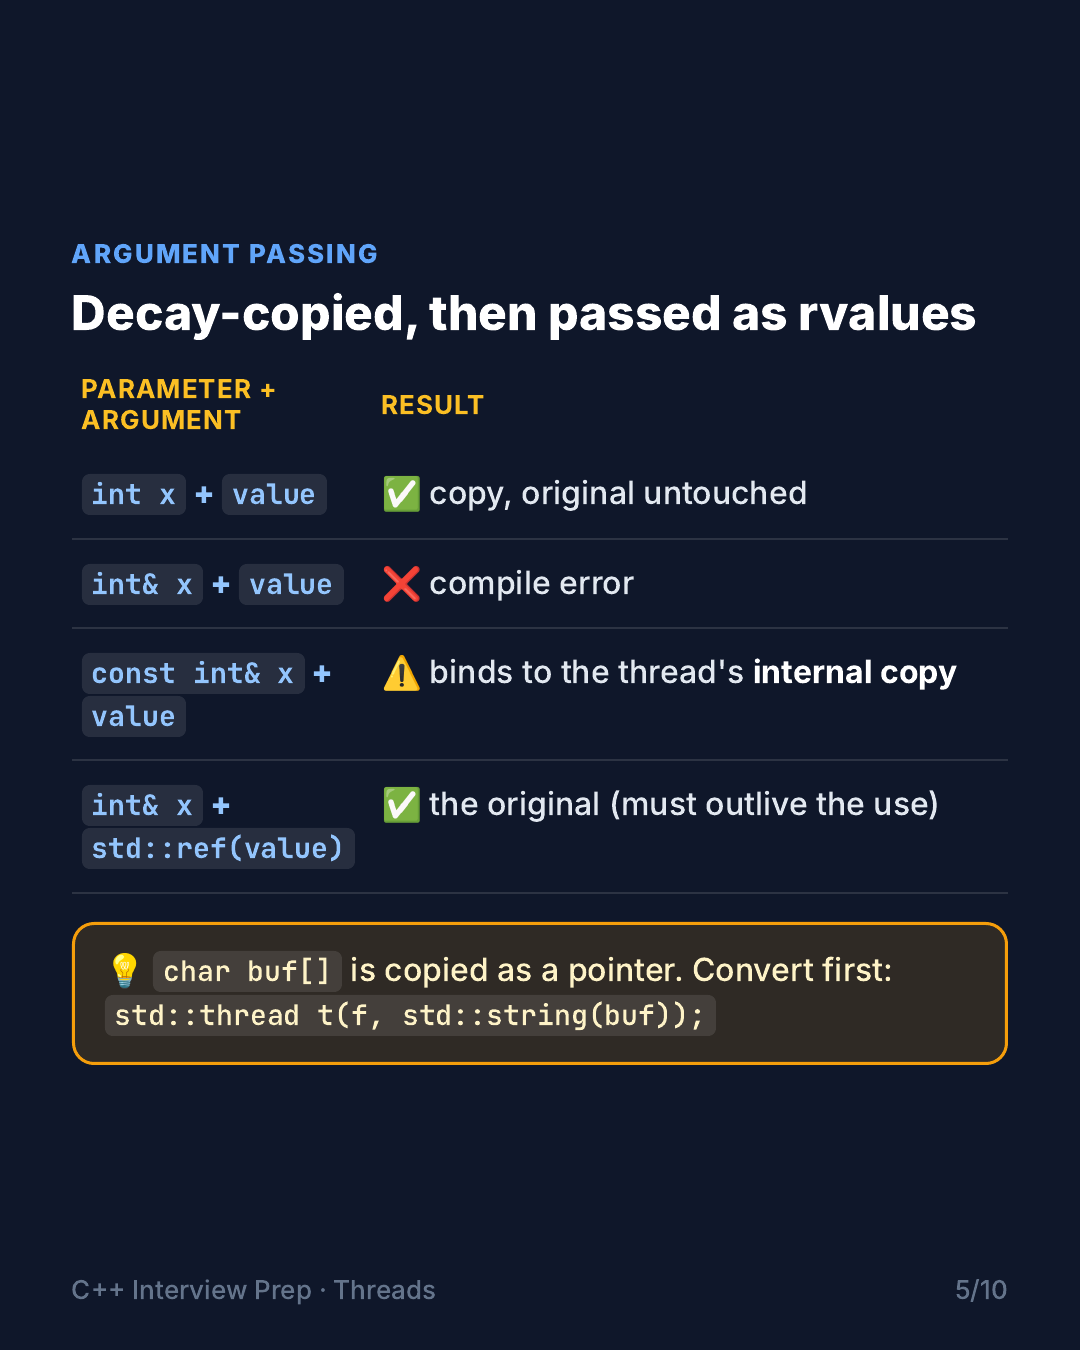 ARGUMENT PASSING
Decay-copied, then passed as rvalues
PARAMETER +
ARGUMENT
RESULT
int x + value
✅ copy, original untouched
int& x + value
❌ compile error
const int& x +
value
⚠️ binds to the thread's internal copy
int& x +
std::ref(value)
✅ the original (must outlive the use)
💡 char buf[] is copied as a pointer. Convert first:
std::thread t(f, std::string(buf));
C++ Interview Prep · Threads
5/10